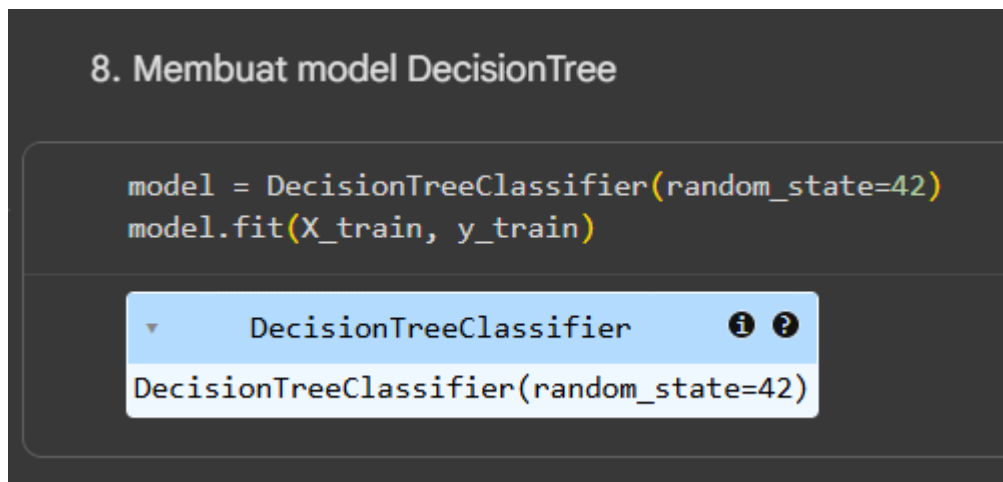 8. Membuat model DecisionTree
model = DecisionTreeClassifier(random_state=42)
model.fit(X_train, y_train)
DecisionTreeClassifier
DecisionTreeClassifier(random_state=42)